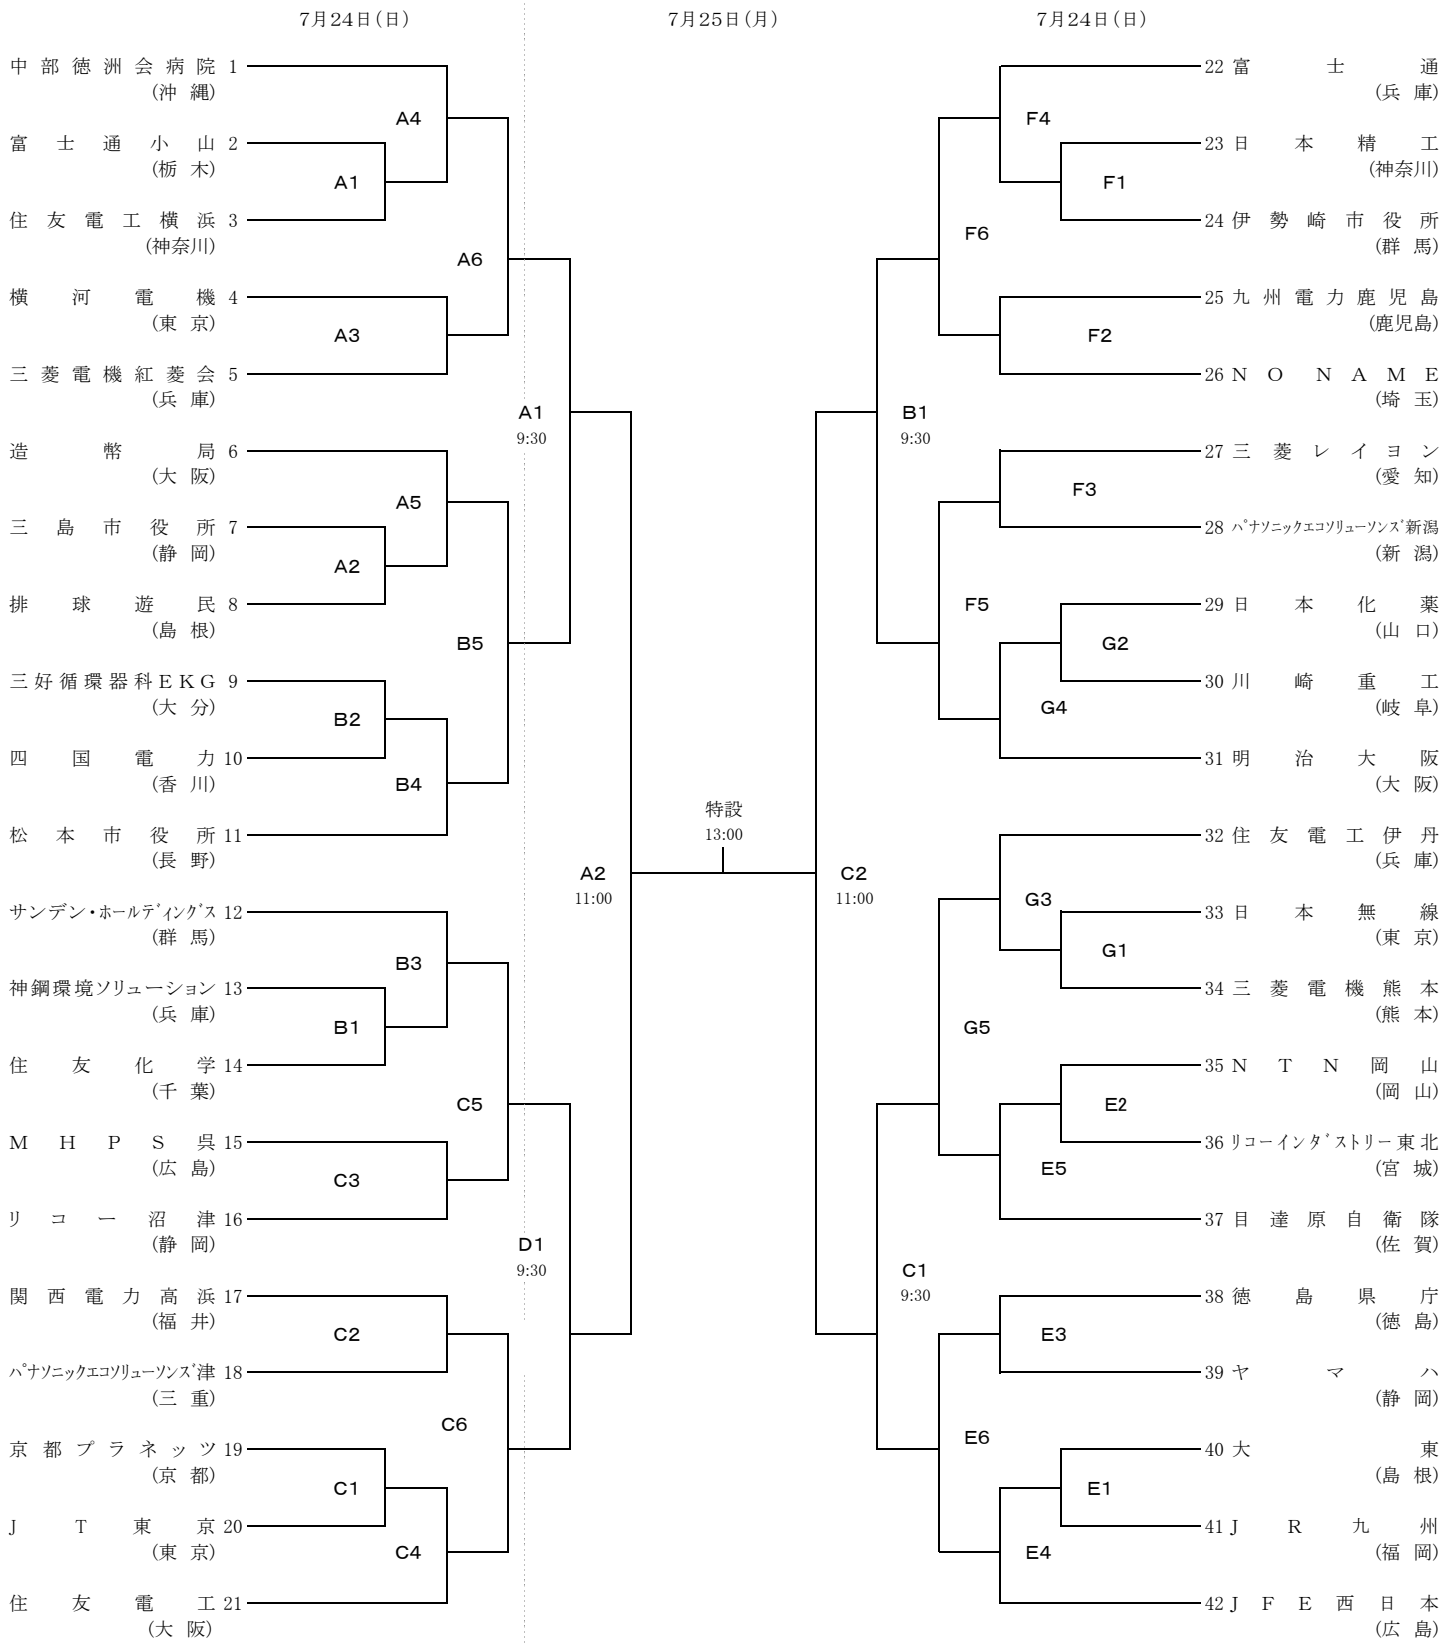 7月24日(日)
7月25日(月)
7月24日(日)
中部徳洲会病院 1
(沖縄)
A4
富士通小山 2
(栃木)
A1
住友電工横浜 3
(神奈川)
A6
横河電機 4
(東京)
A3
三菱電機紅菱会 5
(兵庫)
A1
9:30
造幣局 6
(大阪)
A5
三島市役所 7
(静岡)
A2
排球遊民 8
(島根)
B5
三好循環器科EKG 9
(大分)
B2
四国電力 10
(香川)
B4
松本市役所 11
(長野)
A2
11:00
サンデン・ホールディングス 12
(群馬)
B3
神鋼環境ソリューション 13
(兵庫)
B1
住友化学 14
(千葉)
C5
MHPS呉 15
(広島)
C3
リコー沼津 16
(静岡)
D1
9:30
関西電力高浜 17
(福井)
C2
パナソニックエコソリューソンズ津 18
(三重)
C6
京都プラネッツ 19
(京都)
C1
JT東京 20
(東京)
C4
住友電工 21
(大阪)
特設
13:00
22 富士通
(兵庫)
F4
23 日本精工
(神奈川)
F1
24 伊勢崎市役所
(群馬)
F6
25 九州電力鹿児島
(鹿児島)
F2
26 NO NAME
(埼玉)
B1
9:30
27 三菱レイヨン
(愛知)
F3
28 パナソニックエコソリューソンズ新潟
(新潟)
F5
29 日本化薬
(山口)
G2
30 川崎重工
(岐阜)
G4
31 明治大阪
(大阪)
32 住友電工伊丹
(兵庫)
C2
11:00
G3
33 日本無線
(東京)
G1
34 三菱電機熊本
(熊本)
G5
35 NTN岡山
(岡山)
E2
36 リコーインダストリー東北
(宮城)
E5
37 目達原自衛隊
(佐賀)
C1
9:30
38 徳島県庁
(徳島)
E3
39 ヤマハ
(静岡)
E6
40 大東
(島根)
E1
41 JR九州
(福岡)
E4
42 JFE西日本
(広島)